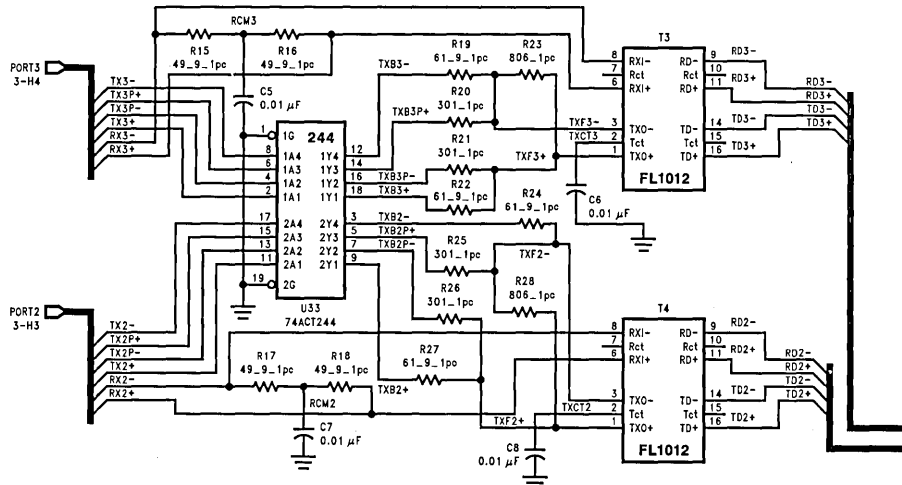 RCM3
R15
49_9_1pc
R16
49_9_1pc
PORT3
3-H4
TX3-
TX3P+
TX3P-
TX3+
RX3-
RX3+
C5
0.01 μF
1 1G
244
8 1A4 1Y4 12
6 1A3 1Y3 14
4 1A2 1Y2 16
2 1A1 1Y1 18
17 2A4 2Y4 3
15 2A3 2Y3 5
13 2A2 2Y2 7
11 2A1 2Y1 9
19 2G
U33
74ACT244
TXB3-
TXB3P+
TXB3P-
TXB3+
TXB2-
TXB2P+
TXB2P-
R19
61_9_1pc
R23
806_1pc
R20
301_1pc
R21
301_1pc
R22
61_9_1pc
R24
61_9_1pc
TXF3-
TXCT3
TXF3+
C6
0.01 μF
T3
8 RXI- RD- 9
7 Rct Rct 10
6 RXI+ RD+ 11
3 TXO- TD- 14
2 Tct Tct 15
1 TXO+ TD+ 16
FL1012
RD3-
RD3+
TD3-
TD3+
RD3-
RD3+
TD3-
TD3+
R25
301_1pc
R26
301_1pc
TXF2-
R28
806_1pc
PORT2
3-H3
TX2-
TX2P+
TX2P-
TX2+
RX2-
RX2+
R17
49_9_1pc
R18
49_9_1pc
RCM2
C7
0.01 μF
R27
61_9_1pc
TXB2+
TXF2+
TXCT2
C8
0.01 μF
T4
8 RXI- RD- 9
7 Rct Rct 10
6 RXI+ RD+ 11
3 TXO- TD- 14
2 Tct Tct 15
1 TXO+ TD+ 16
FL1012
RD2-
RD2+
TD2-
TD2+
RD2-
RD2+
TD2-
TD2+